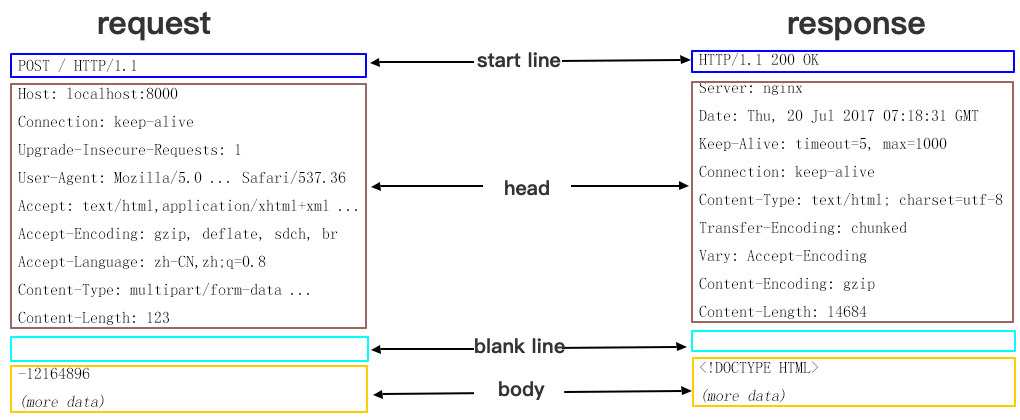 request
response
POST / HTTP/1.1
start line
HTTP/1.1 200 OK
Host: localhost:8000
Connection: keep-alive
Upgrade-Insecure-Requests: 1
User-Agent: Mozilla/5.0 ... Safari/537.36
Accept: text/html,application/xhtml+xml ...
Accept-Encoding: gzip, deflate, sdch, br
Accept-Language: zh-CN,zh;q=0.8
Content-Type: multipart/form-data ...
Content-Length: 123
head
Server: nginx
Date: Thu, 20 Jul 2017 07:18:31 GMT
Keep-Alive: timeout=5, max=1000
Connection: keep-alive
Content-Type: text/html; charset=utf-8
Transfer-Encoding: chunked
Vary: Accept-Encoding
Content-Encoding: gzip
Content-Length: 14684
blank line
-12164896
(more data)
body
<!DOCTYPE HTML>
(more data)